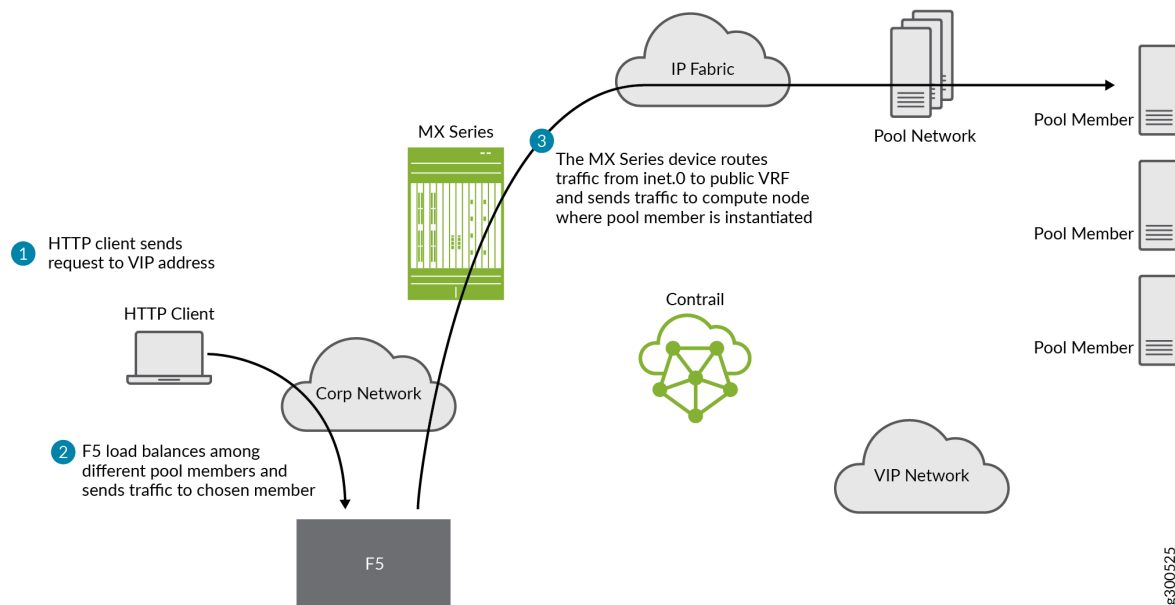 IP Fabric
Pool Member
Pool Network
MX Series
3
The MX Series device routes
traffic from inet.0 to public VRF
and sends traffic to compute node
where pool member is instantiated
Pool Member
1
HTTP client sends
request to VIP address
HTTP Client
Contrail
Pool Member
Corp Network
2
F5 load balances among
different pool members and
sends traffic to chosen member
VIP Network
F5
g300525